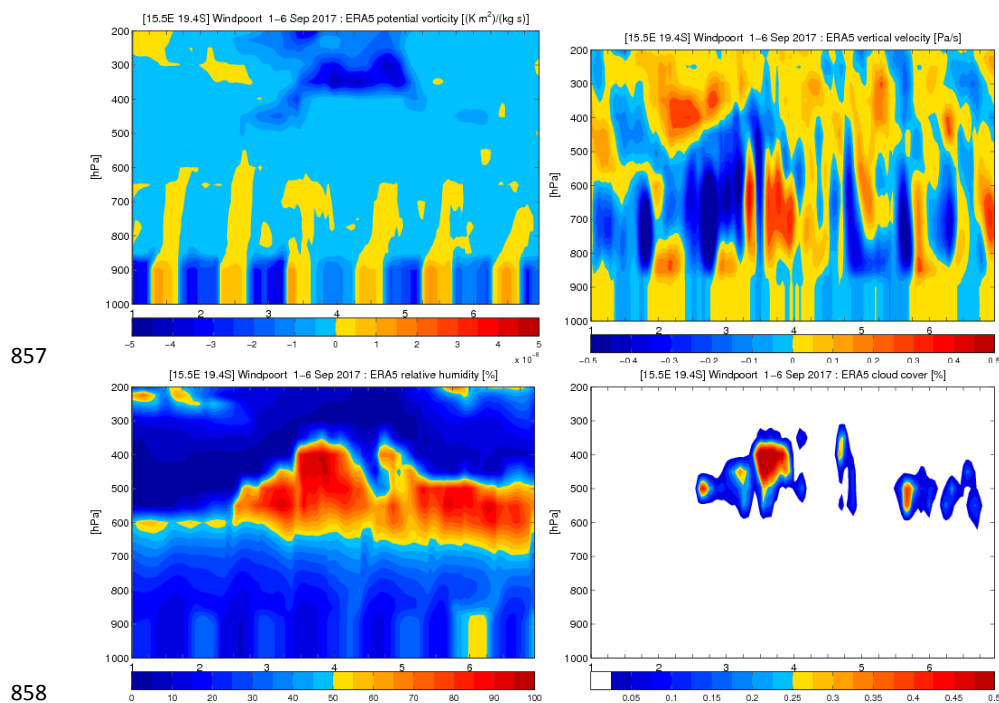 [15.5E 19.4S] Windpoort 1-6 Sep 2017 : ERA5 potential vorticity [(K m²)/(kg s)]
200
300
400
500
600
700
800
900
1000
[hPa]
1 2 3 4 5 6
-5 -4 -3 -2 -1 0 1 2 3 4 5
x 10⁻⁶
[15.5E 19.4S] Windpoort 1-6 Sep 2017 : ERA5 vertical velocity [Pa/s]
200
300
400
500
600
700
800
900
1000
[hPa]
1 2 3 4 5 6
-0.5 -0.4 -0.3 -0.2 -0.1 0 0.1 0.2 0.3 0.4 0.5
857
[15.5E 19.4S] Windpoort 1-6 Sep 2017 : ERA5 relative humidity [%]
200
300
400
500
600
700
800
900
1000
[hPa]
1 2 3 4 5 6
0 10 20 30 40 50 60 70 80 90 100
[15.5E 19.4S] Windpoort 1-6 Sep 2017 : ERA5 cloud cover [%]
200
300
400
500
600
700
800
900
1000
[hPa]
1 2 3 4 5 6
0.05 0.1 0.15 0.2 0.25 0.3 0.35 0.4 0.45 0.5
858